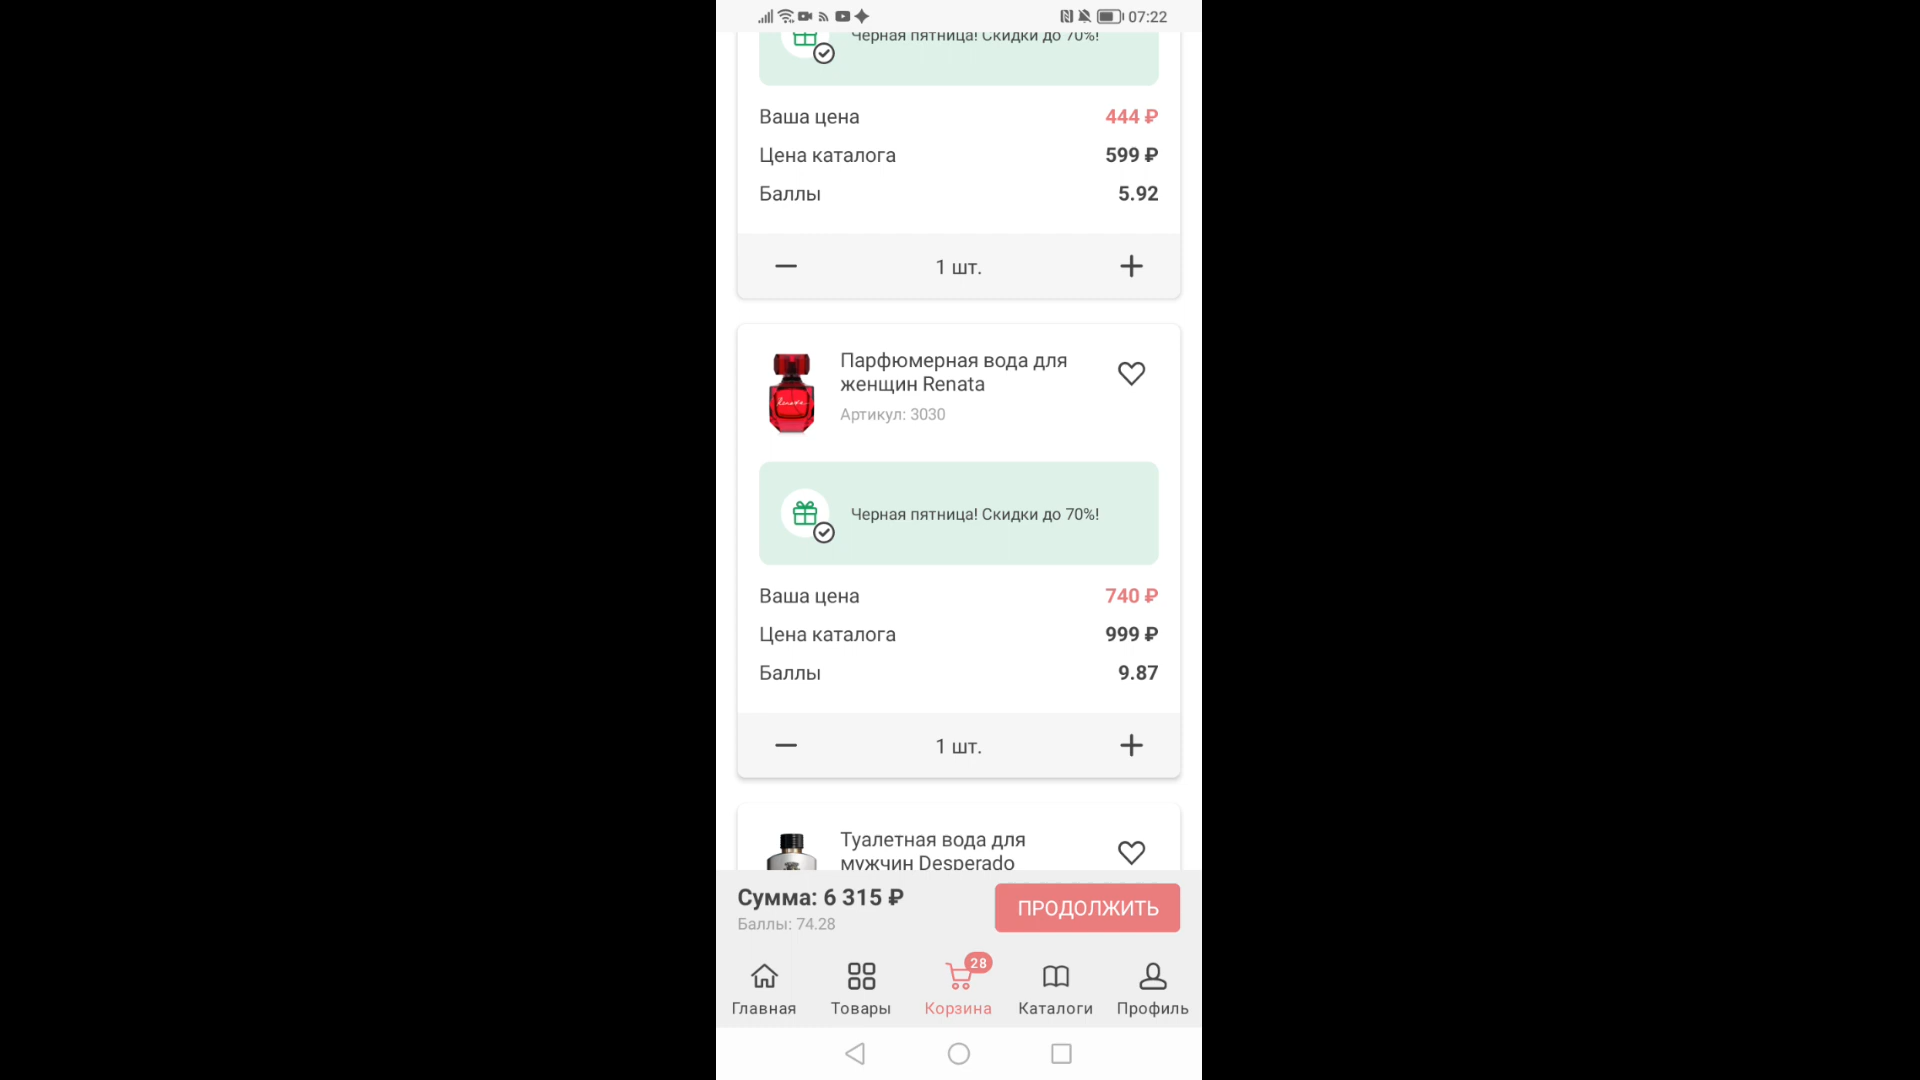 07:22
Черная пятница! Скидки до 70%!
Ваша цена 444 ₽
Цена каталога 599 ₽
Баллы 5.92
1 шт.
Парфюмерная вода для
женщин Renata
Артикул: 3030
Renata
Черная пятница! Скидки до 70%!
Ваша цена 740 ₽
Цена каталога 999 ₽
Баллы 9.87
1 шт.
Туалетная вода для
мужчин Desperado
Сумма: 6 315 ₽
Баллы: 74.28
ПРОДОЛЖИТЬ
28
Главная Товары Корзина Каталоги Профиль